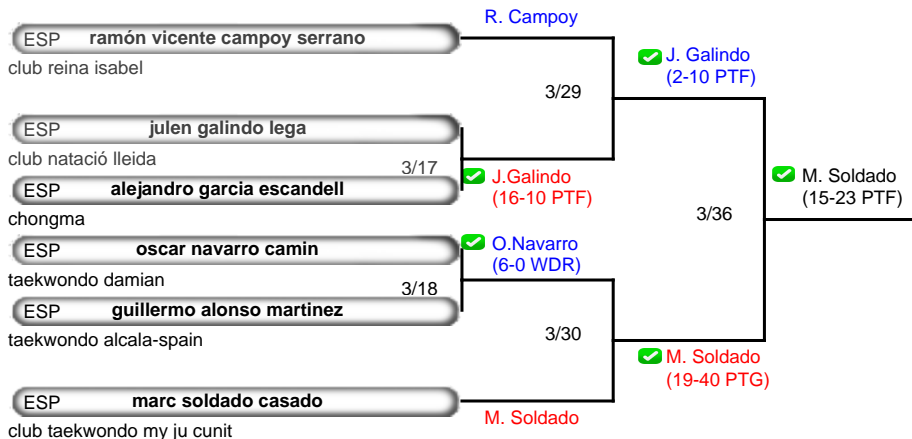 R. Campoy
ESP ramón vicente campoy serrano
club reina isabel
J. Galindo
(2-10 PTF)
3/29
ESP julen galindo lega
club natació lleida
3/17
J.Galindo
(16-10 PTF)
ESP alejandro garcia escandell
chongma
M. Soldado
(15-23 PTF)
3/36
ESP oscar navarro camin
taekwondo damian
O.Navarro
(6-0 WDR)
3/18
ESP guillermo alonso martinez
taekwondo alcala-spain
3/30
M. Soldado
(19-40 PTG)
ESP marc soldado casado
M. Soldado
club taekwondo my ju cunit